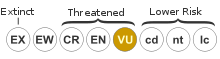 Extinct Threatened Lower Risk
EX EW CR EN VU cd nt lc